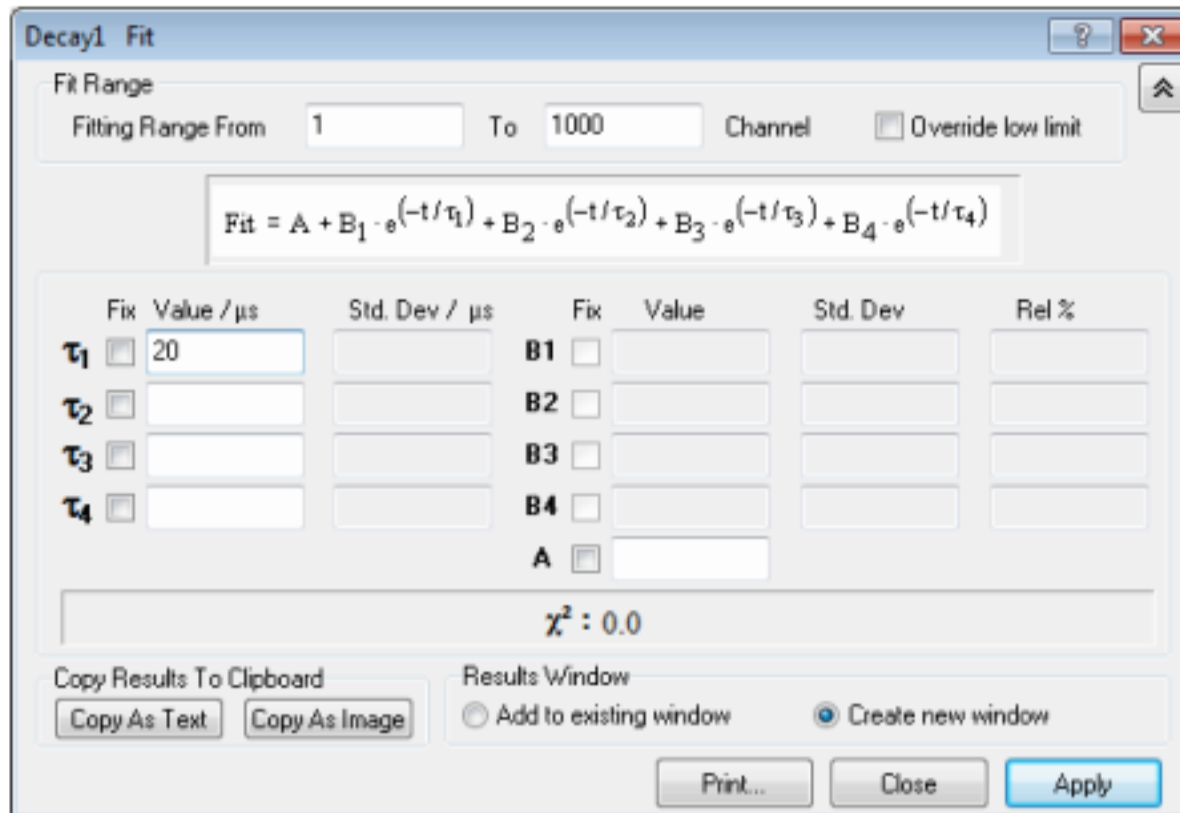 Decay1 Fit
Fit Range
Fitting Range From 1 To 1000 Channel Override low limit
Fit = A + B₁ · e^(−t/τ₁) + B₂ · e^(−t/τ₂) + B₃ · e^(−t/τ₃) + B₄ · e^(−t/τ₄)
Fix Value / µs Std. Dev / µs Fix Value Std. Dev Rel %
τ₁ 20 B1
τ₂ B2
τ₃ B3
τ₄ B4
A
χ² : 0.0
Copy Results To Clipboard Results Window
Copy As Text Copy As Image Add to existing window Create new window
Print... Close Apply